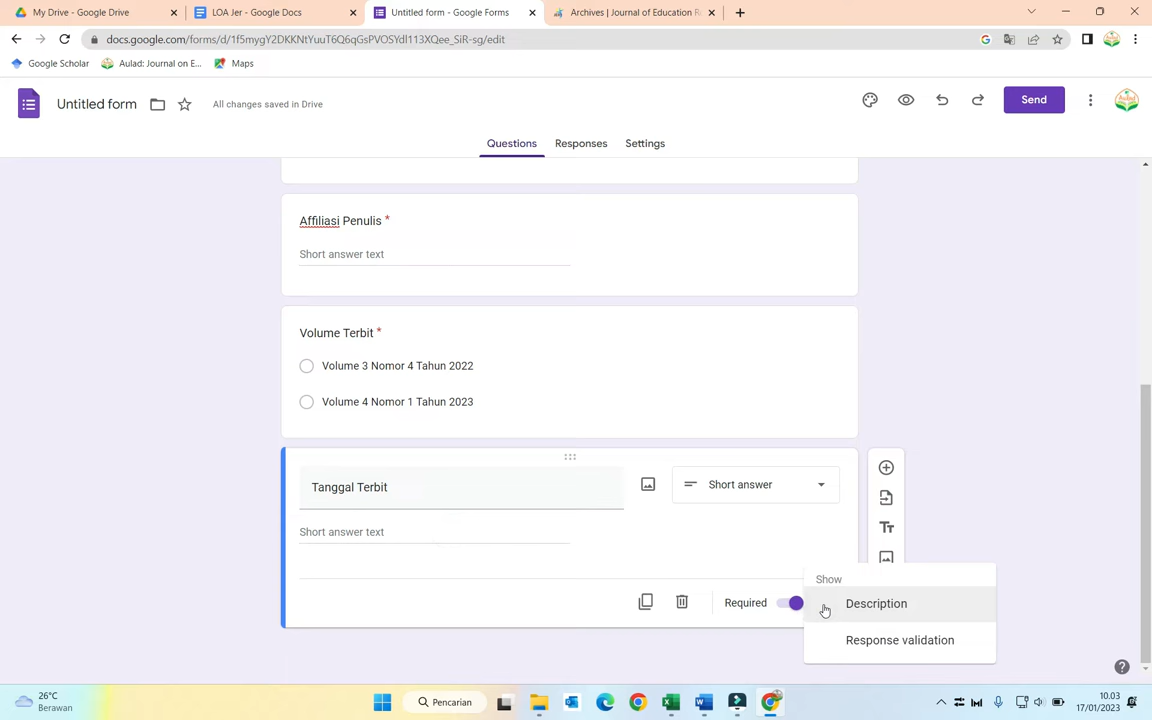 My Drive - Google Drive
LOA Jer - Google Docs
Untitled form - Google Forms
Archives | Journal of Education R
docs.google.com/forms/d/1f5mygY2DKKNtYuuT6Q6qGsPVOSYdI113XQee_SiR-sg/edit
Google Scholar
Aulad: Journal on E...
Maps
Untitled form
All changes saved in Drive
Send
Questions
Responses
Settings
Affiliasi Penulis *
Short answer text
Volume Terbit *
Volume 3 Nomor 4 Tahun 2022
Volume 4 Nomor 1 Tahun 2023
Tanggal Terbit
Short answer
Short answer text
Show
Required
Description
Response validation
26°C
Berawan
Pencarian
10.03
17/01/2023